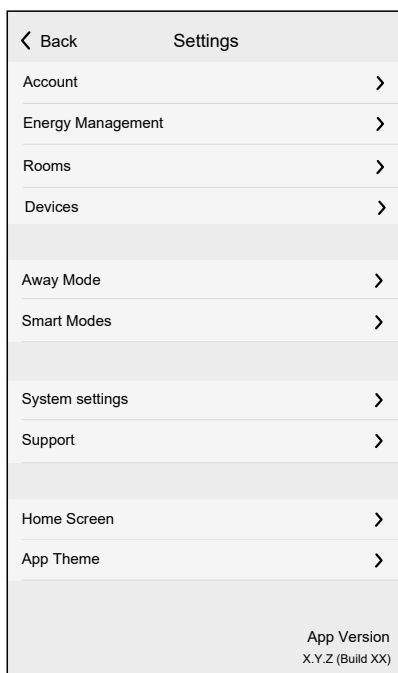 Back Settings
Account
Energy Management
Rooms
Devices
Away Mode
Smart Modes
System settings
Support
Home Screen
App Theme
App Version
X.Y.Z (Build XX)